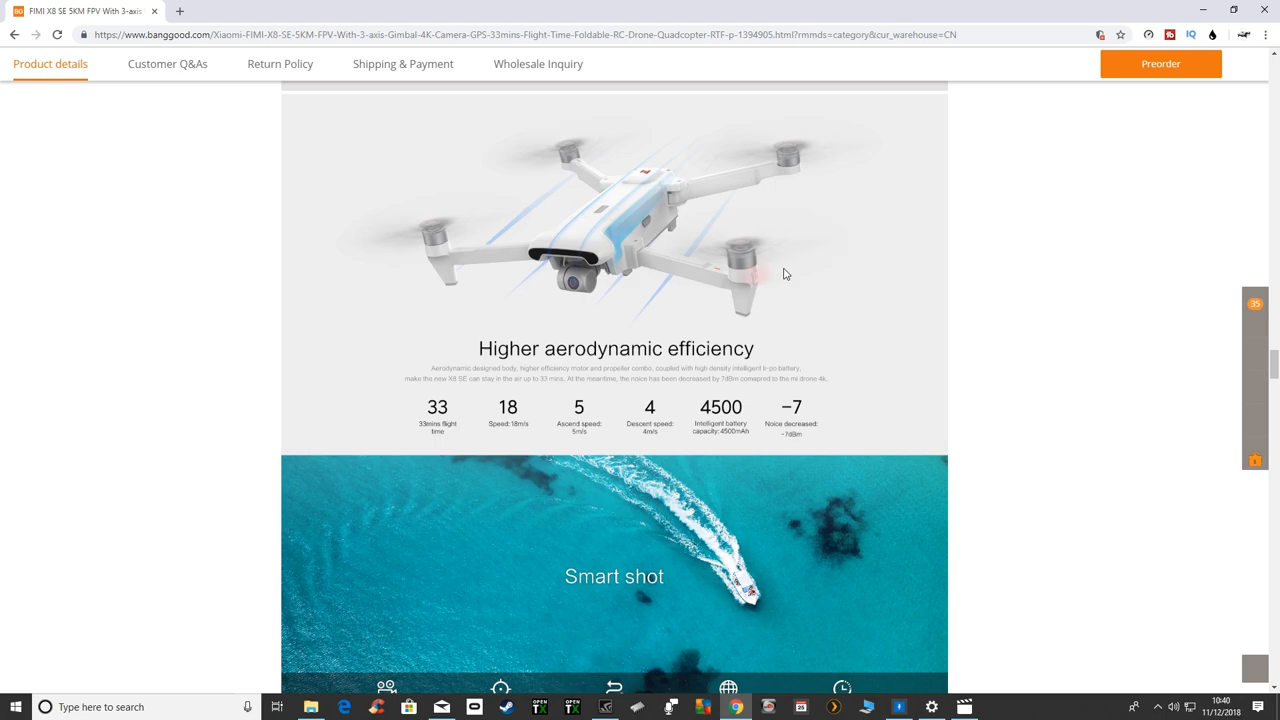 FIMI X8 SE 5KM FPV With 3-axis
https://www.banggood.com/Xiaomi-FIMI-X8-SE-5KM-FPV-With-3-axis-Gimbal-4K-Camera-GPS-33mins-Flight-Time-Foldable-RC-Drone-Quadcopter-RTF-p-1394905.html?rmmds=category&cur_warehouse=CN
Product details Customer Q&As Return Policy Shipping & Payment Wholesale Inquiry Preorder
35
Higher aerodynamic efficiency
Aerodynamic designed body, higher efficiency motor and propeller combo, coupled with high density intelligent li-po battery,
make the new X8 SE can stay in the air up to 33 mins. At the meantime, the noice has been decreased by 7dBm comapred to the mi drone 4k.
33 18 5 4 4500 -7
33mins flight time Speed:18m/s Ascend speed: 5m/s Descent speed: 4m/s Intelligent battery capacity:4500mAh Noice decreased: -7dBm
Smart shot
Type here to search
10:40
11/12/2018